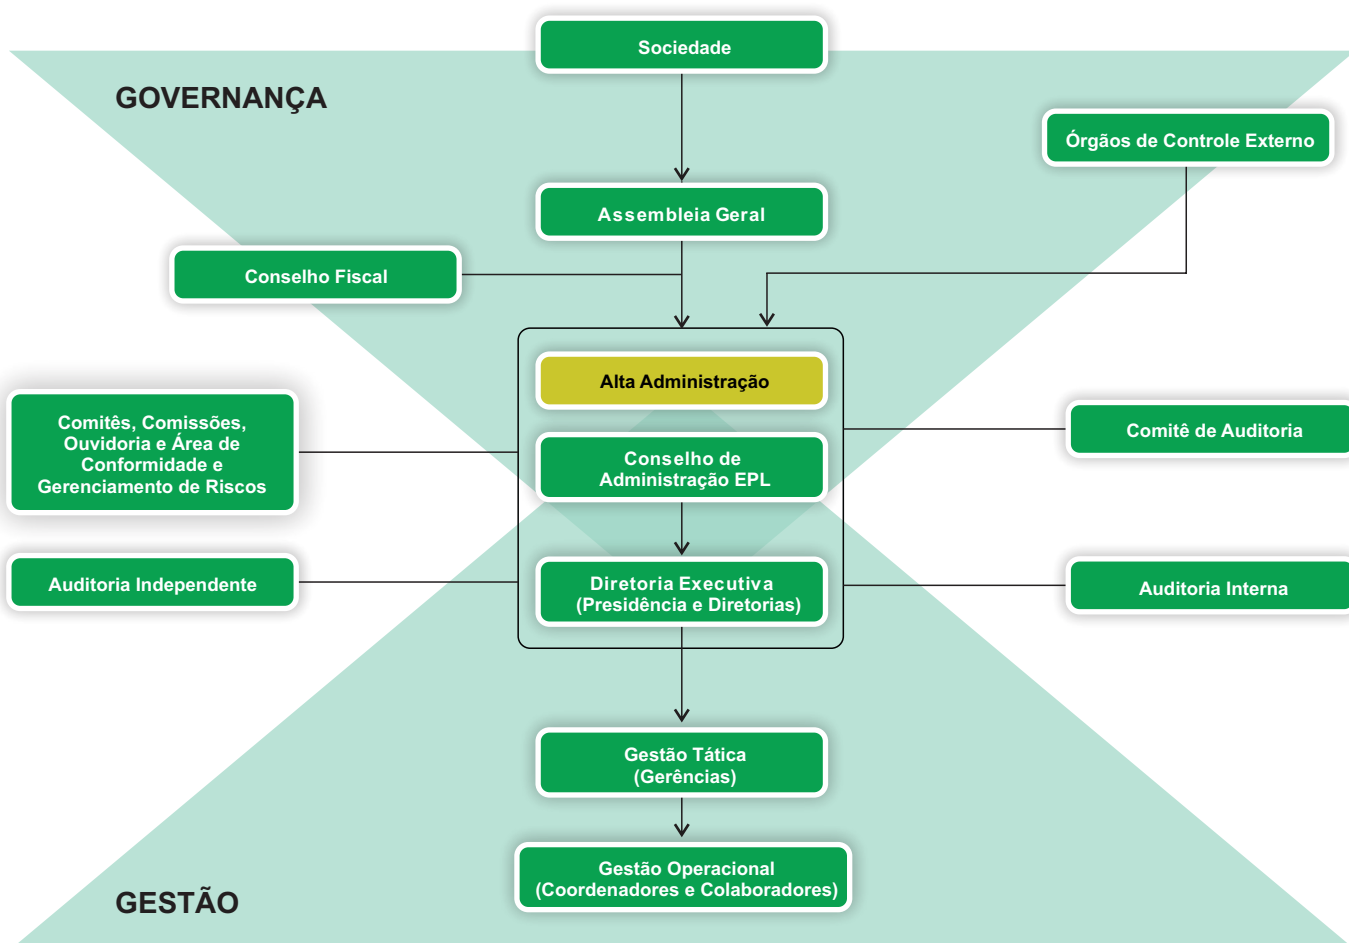 Sociedade
GOVERNANÇA
Órgãos de Controle Externo
Assembleia Geral
Conselho Fiscal
Alta Administração
Comitês, Comissões,
Ouvidoria e Área de
Conformidade e
Gerenciamento de Riscos
Conselho de
Administração EPL
Comitê de Auditoria
Auditoria Independente
Diretoria Executiva
(Presidência e Diretorias)
Auditoria Interna
Gestão Tática
(Gerências)
Gestão Operacional
(Coordenadores e Colaboradores)
GESTÃO